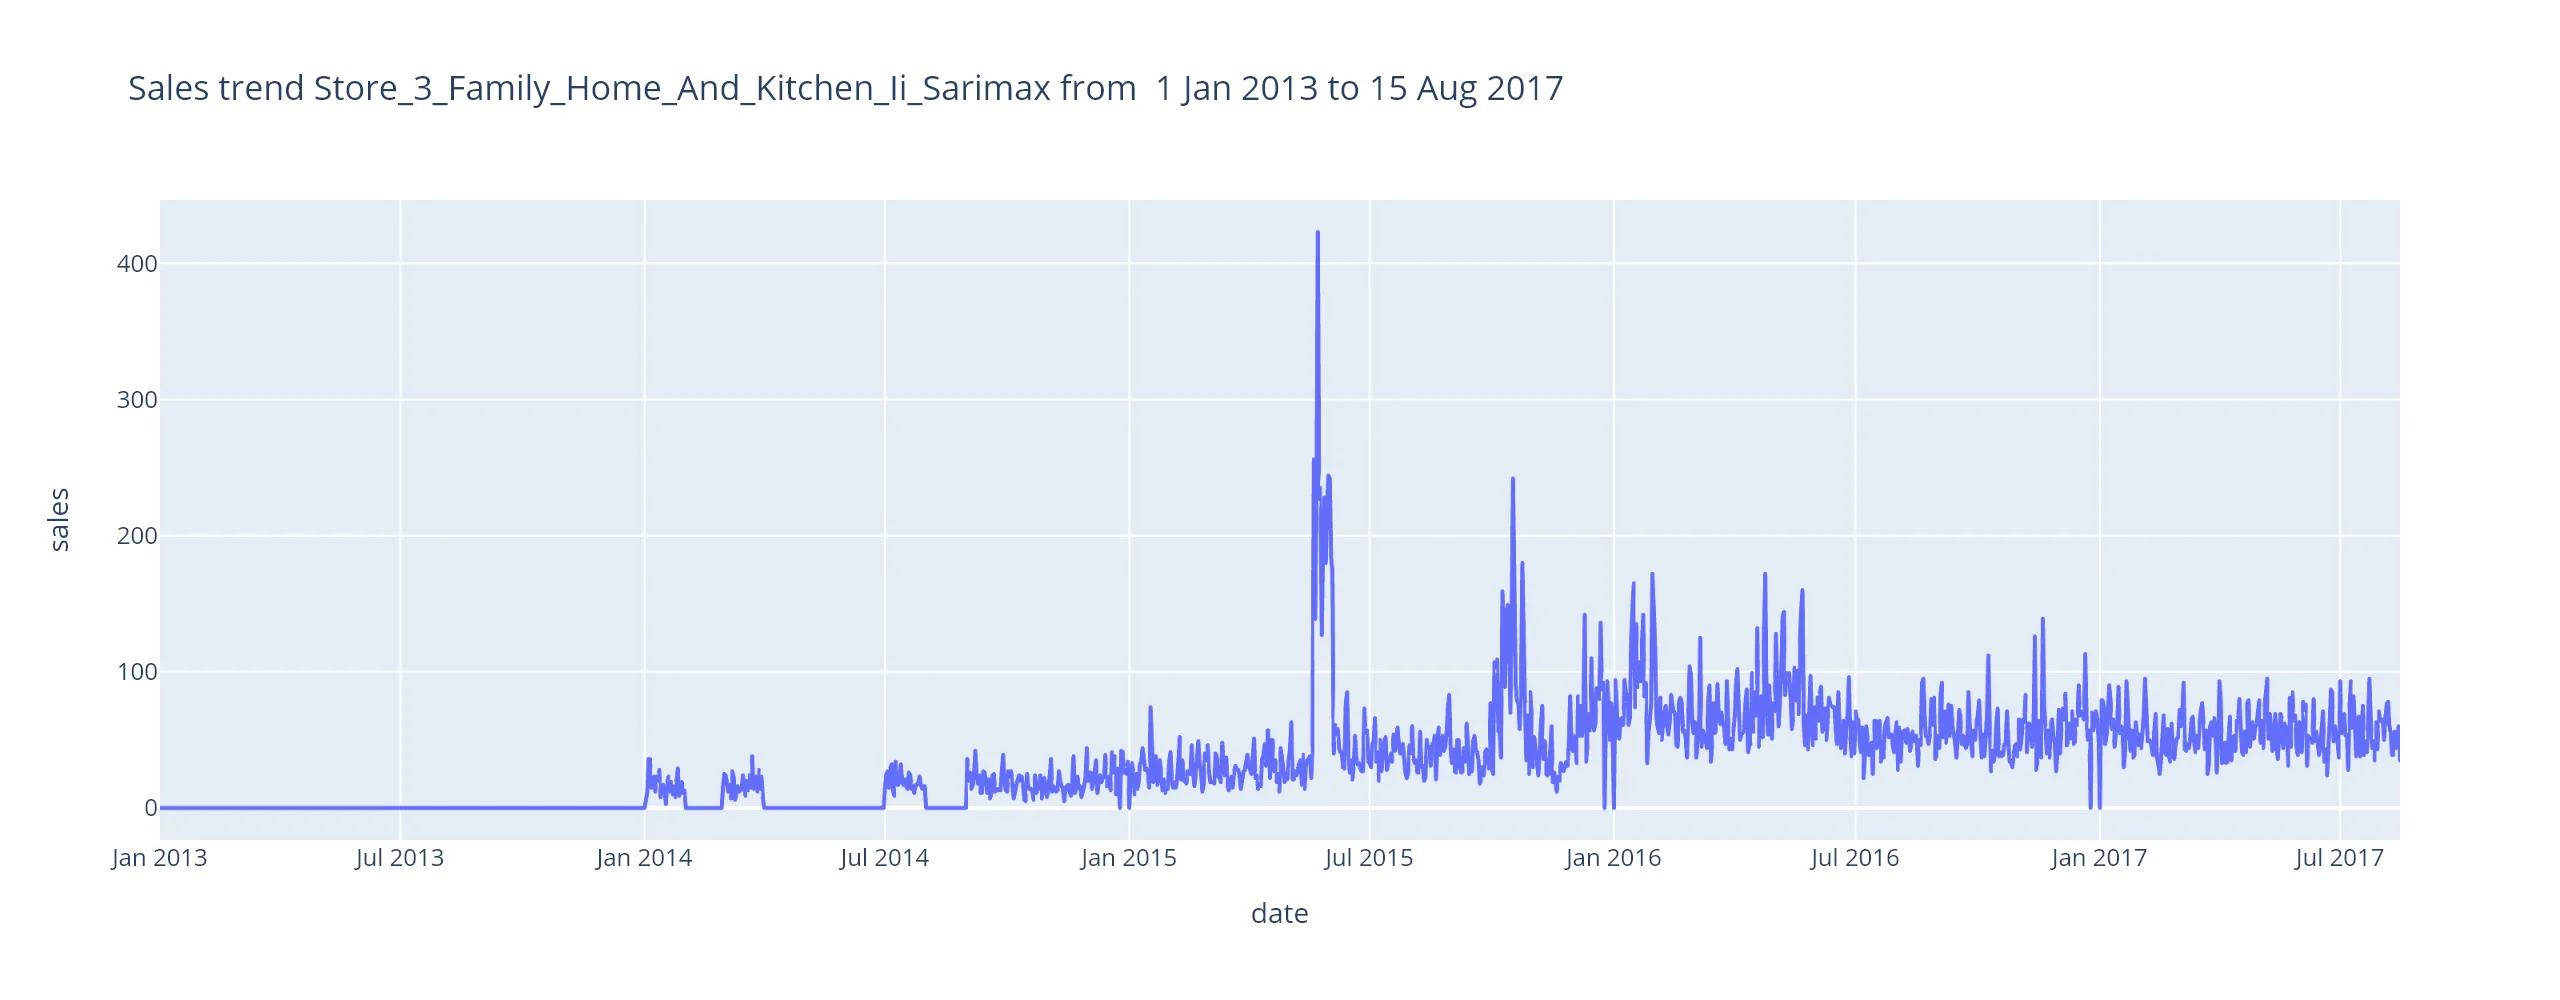 Sales trend Store_3_Family_Home_And_Kitchen_Ii_Sarimax from  1 Jan 2013 to 15 Aug 2017
400
300
200
100
0
sales
Jan 2013 Jul 2013 Jan 2014 Jul 2014 Jan 2015 Jul 2015 Jan 2016 Jul 2016 Jan 2017 Jul 2017
date